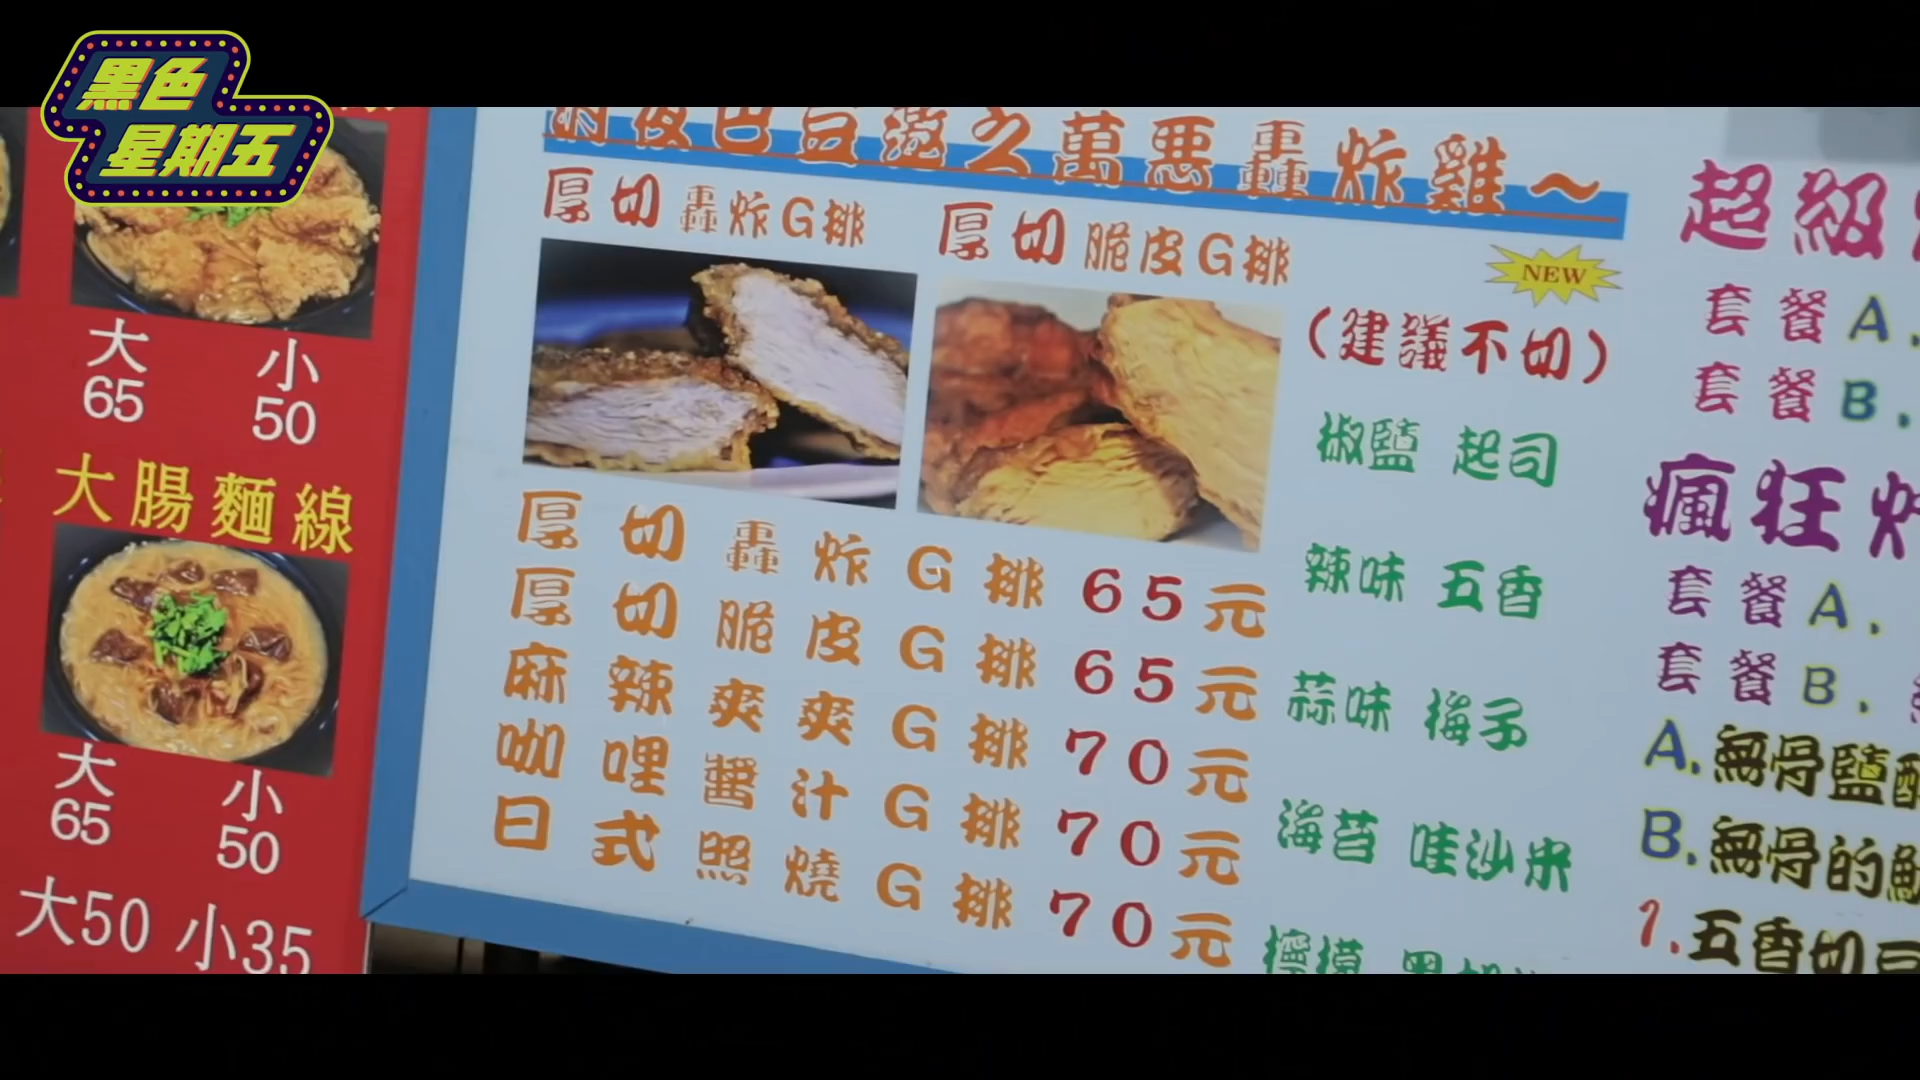 黑色
星期五
大 小
65 50
大腸麵線
大 小
65 50
大50 小35
之萬惡轟炸雞～
厚切轟炸G排
厚切脆皮G排
NEW
(建議不切)
厚切轟炸G排 65元
厚切脆皮G排 65元
麻辣爽爽G排 70元
咖哩醬汁G排 70元
日式照燒G排 70元
椒鹽 起司
辣味 五香
蒜味 梅子
海苔 哇沙米
檸檬
超級
套餐A.
套餐B.
瘋狂炸
套餐A.
套餐B.
A.無骨鹽酥
B.無骨的魷
1.五香切